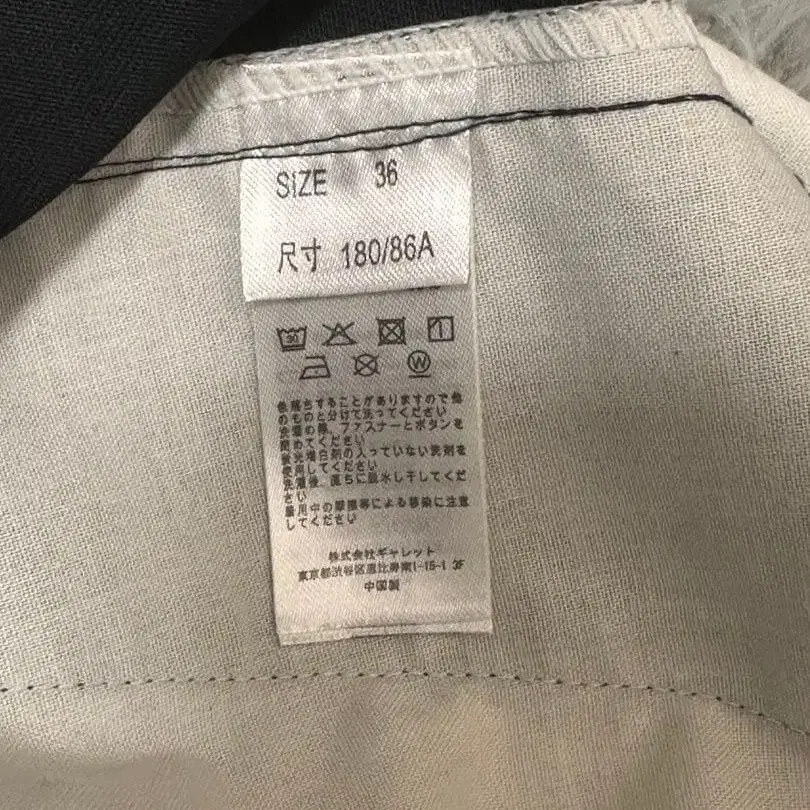 SIZE 36
尺寸 180/86A
30
W
色落ちすることがありますので他
のものと分けて洗ってください
洗濯の際、ファスナーとボタンを
閉めてください
蛍光増白剤の入っていない洗剤を
使用してください
洗濯後、直ちに脱水し干してくだ
さい
着用中の摩擦等による移染に注意
してください
株式会社ギャレット
東京都渋谷区恵比寿南1-15-1 3F
中国製